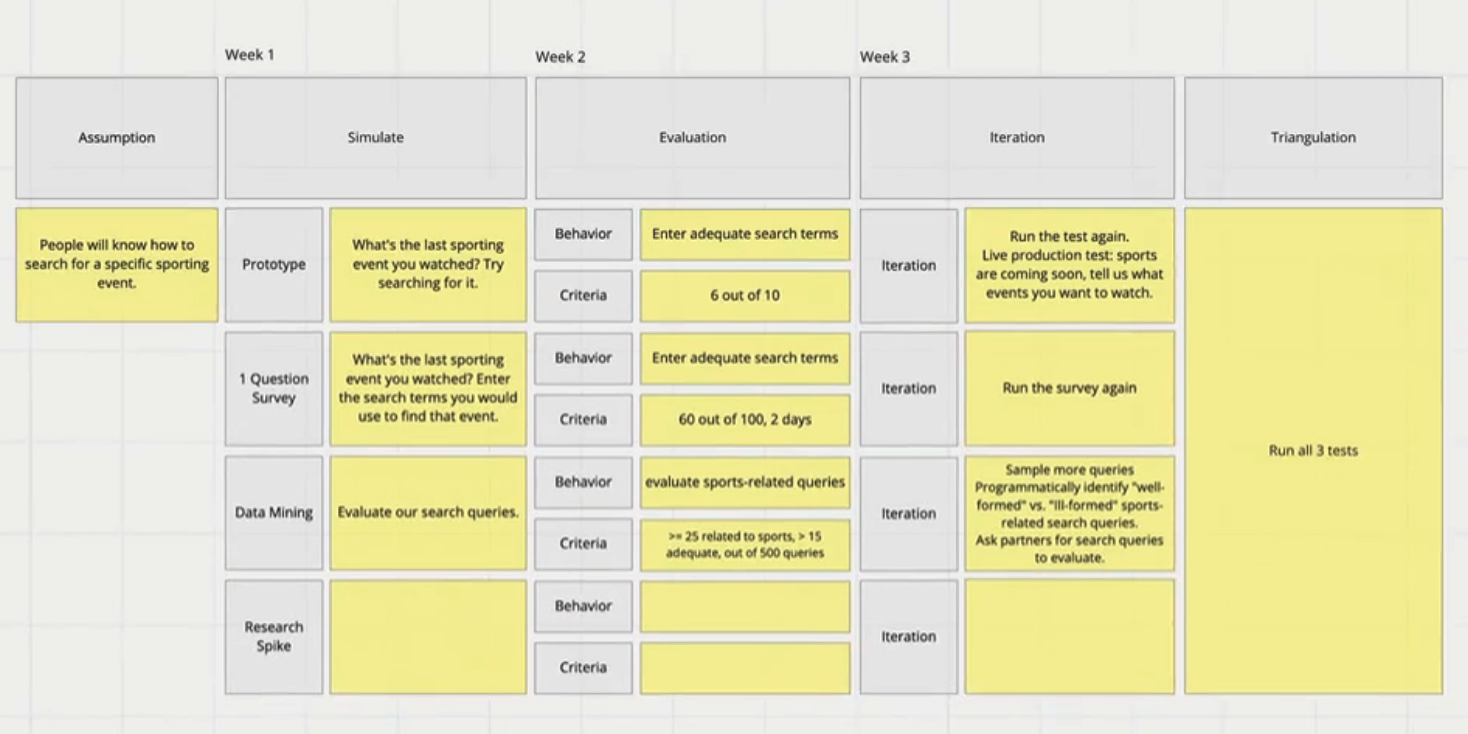 Week 1
Week 2
Week 3
Assumption
Simulate
Evaluation
Iteration
Triangulation
People will know how to
search for a specific sporting
event.
Prototype
What's the last sporting
event you watched? Try
searching for it.
Behavior
Enter adequate search terms
Criteria
6 out of 10
Iteration
Run the test again.
Live production test: sports
are coming soon, tell us what
events you want to watch.
1 Question
Survey
What's the last sporting
event you watched? Enter
the search terms you would
use to find that event.
Behavior
Enter adequate search terms
Criteria
60 out of 100, 2 days
Iteration
Run the survey again
Data Mining
Evaluate our search queries.
Behavior
evaluate sports-related queries
Criteria
>= 25 related to sports, > 15
adequate, out of 500 queries
Iteration
Sample more queries
Programmatically identify "well-
formed" vs. "ill-formed" sports-
related search queries.
Ask partners for search queries
to evaluate.
Research
Spike
Behavior
Criteria
Iteration
Run all 3 tests